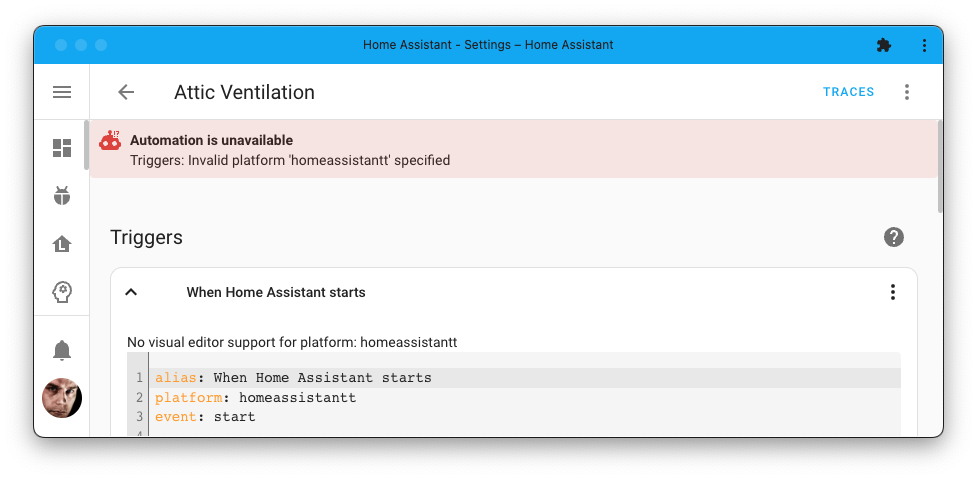 Home Assistant - Settings – Home Assistant
Attic Ventilation
TRACES
Automation is unavailable
Triggers: Invalid platform 'homeassistantt' specified
Triggers
When Home Assistant starts
No visual editor support for platform: homeassistantt
1 alias: When Home Assistant starts
2 platform: homeassistantt
3 event: start
4